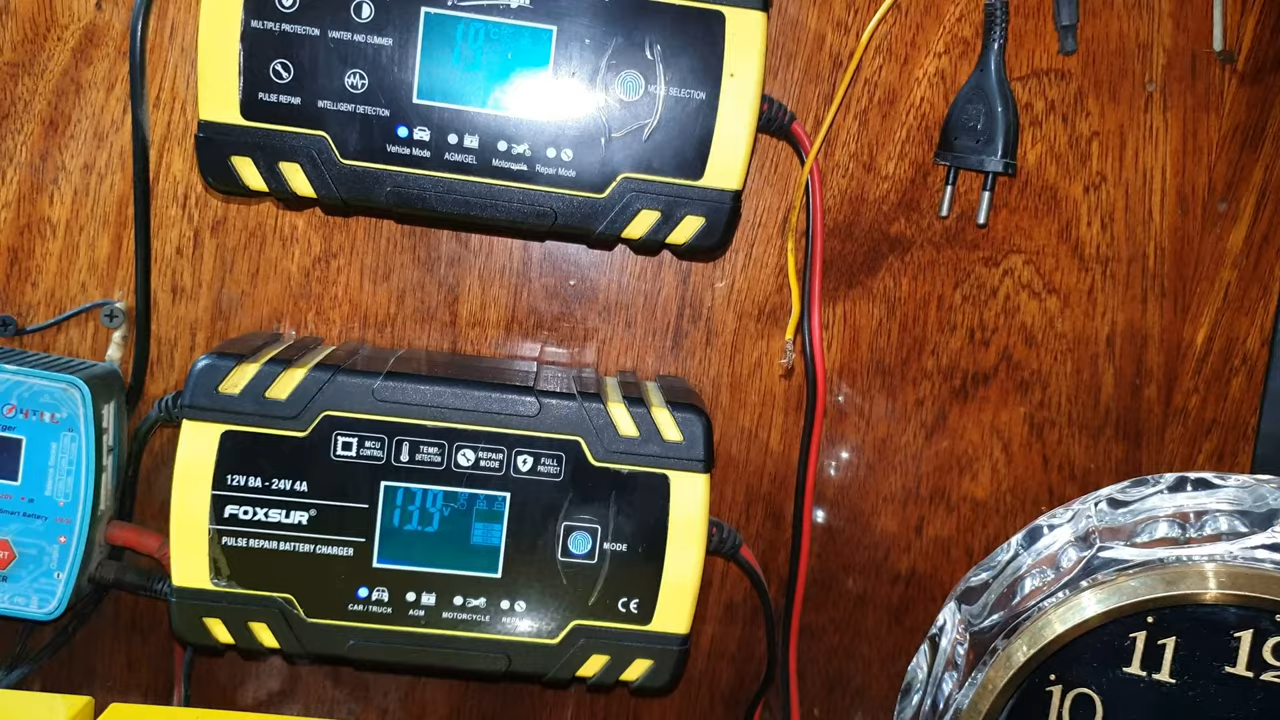 MULTIPLE PROTECTION
VANTER AND SUMMER
PULSE REPAIR
INTELLIGENT DETECTION
MODE SELECTION
Vehicle Mode
AGM/GEL
Motorcycle
Repair Mode
MCU CONTROL
TEMP. DETECTION
REPAIR MODE
FULL PROTECT
12V 8A - 24V 4A
FOXSUR®
PULSE REPAIR BATTERY CHARGER
13.9 V
MODE
CAR / TRUCK
AGM
MOTORCYCLE
CE
Smart Battery
10
11